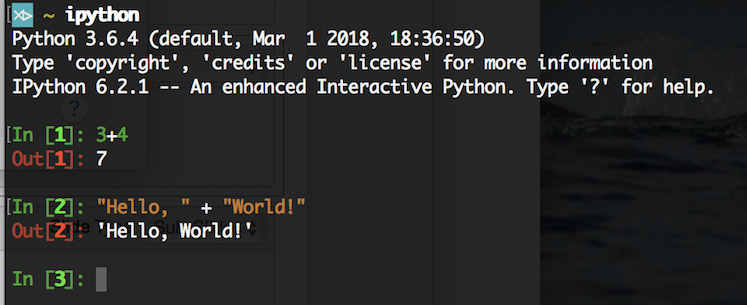 ~ ipython
Python 3.6.4 (default, Mar  1 2018, 18:36:50)
Type 'copyright', 'credits' or 'license' for more information
IPython 6.2.1 -- An enhanced Interactive Python. Type '?' for help.
In [1]: 3+4
Out[1]: 7
In [2]: "Hello, " + "World!"
Out[2]: 'Hello, World!'
In [3]: